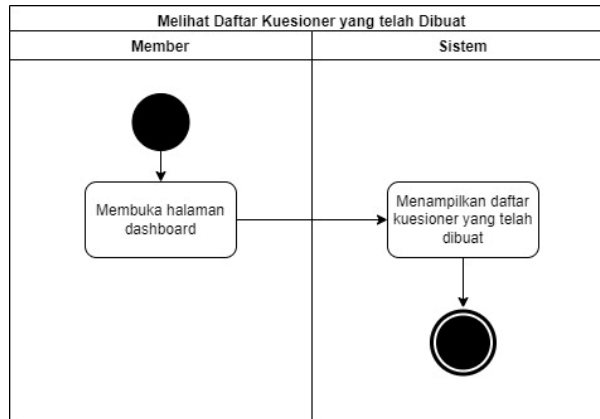 Melihat Daftar Kuesioner yang telah Dibuat
Member
Sistem
Membuka halaman
dashboard
Menampilkan daftar
kuesioner yang telah
dibuat